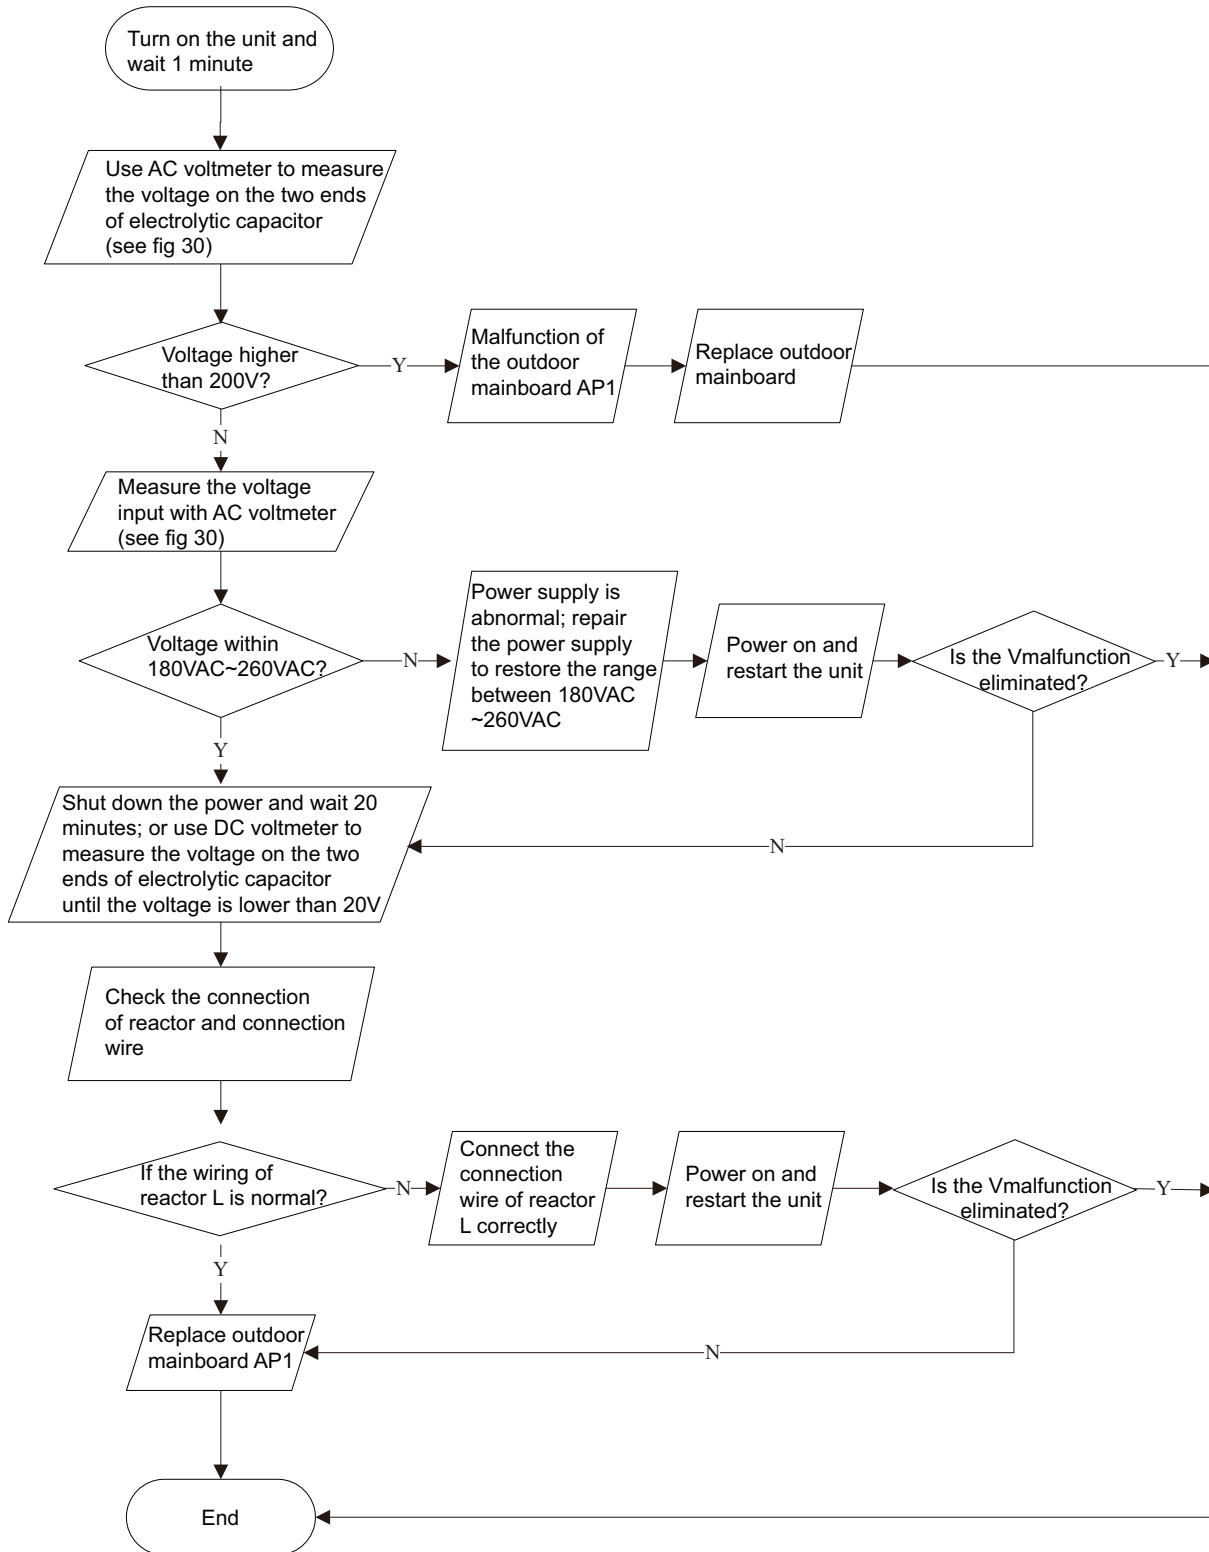 Turn on the unit and
wait 1 minute
Use AC voltmeter to measure
the voltage on the two ends
of electrolytic capacitor
(see fig 30)
Voltage higher
than 200V?
Y
Malfunction of
the outdoor
mainboard AP1
Replace outdoor
mainboard
N
Measure the voltage
input with AC voltmeter
(see fig 30)
Voltage within
180VAC~260VAC?
N
Power supply is
abnormal; repair
the power supply
to restore the range
between 180VAC
~260VAC
Power on and
restart the unit
Is the Vmalfunction
eliminated?
Y
Y
N
Shut down the power and wait 20
minutes; or use DC voltmeter to
measure the voltage on the two
ends of electrolytic capacitor
until the voltage is lower than 20V
Check the connection
of reactor and connection
wire
If the wiring of
reactor L is normal?
N
Connect the
connection
wire of reactor
L correctly
Power on and
restart the unit
Is the Vmalfunction
eliminated?
Y
Y
N
Replace outdoor
mainboard AP1
End